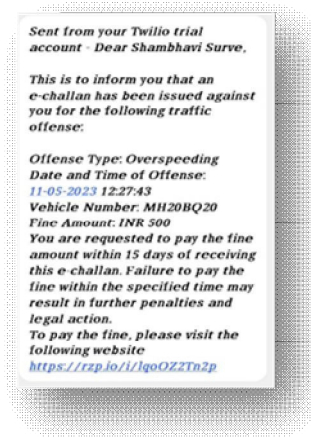 Sent from your Twilio trial
account - Dear Shambhavi Surve,
This is to inform you that an
e-challan has been issued against
you for the following traffic
offense:
Offense Type: Overspeeding
Date and Time of Offense:
11-05-2023 12:27:43
Vehicle Number: MH20BQ20
Fine Amount: INR 500
You are requested to pay the fine
amount within 15 days of receiving
this e-challan. Failure to pay the
fine within the specified time may
result in further penalties and
legal action.
To pay the fine, please visit the
following website
https://rzp.io/i/lqoOZ2Tn2p